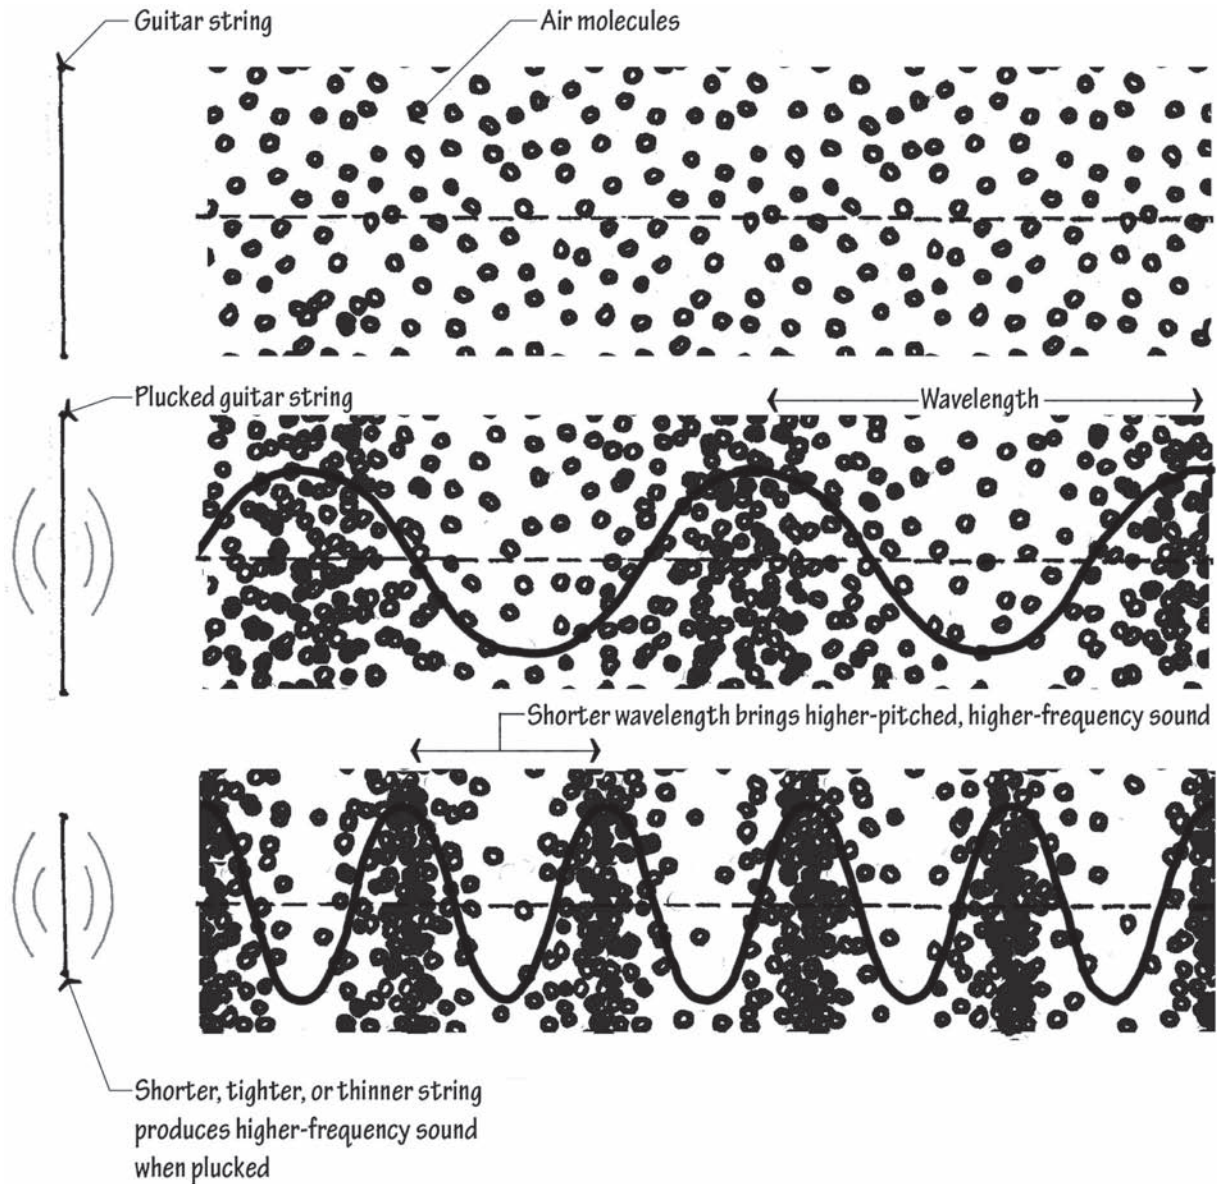 Guitar string
Air molecules
Plucked guitar string
Wavelength
Shorter wavelength brings higher-pitched, higher-frequency sound
Shorter, tighter, or thinner string
produces higher-frequency sound
when plucked